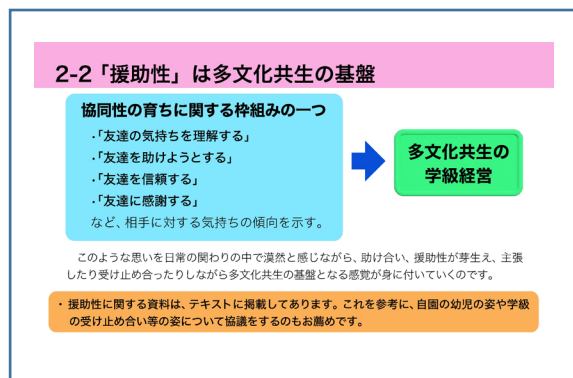 2-2「援助性」は多文化共生の基盤
協同性の育ちに関する枠組みの一つ
・「友達の気持ちを理解する」
・「友達を助けようとする」
・「友達を信頼する」
・「友達に感謝する」
など、相手に対する気持ちの傾向を示す。
多文化共生の
学級経営
このような思いを日常の関わりの中で漠然と感じながら、助け合い、援助性が芽生え、主張
したり受け止め合ったりしながら多文化共生の基盤となる感覚が身に付いていくのです。
・ 援助性に関する資料は、テキストに掲載してあります。これを参考に、自園の幼児の姿や学級
の受け止め合い等の姿について協議をするのもお薦めです。